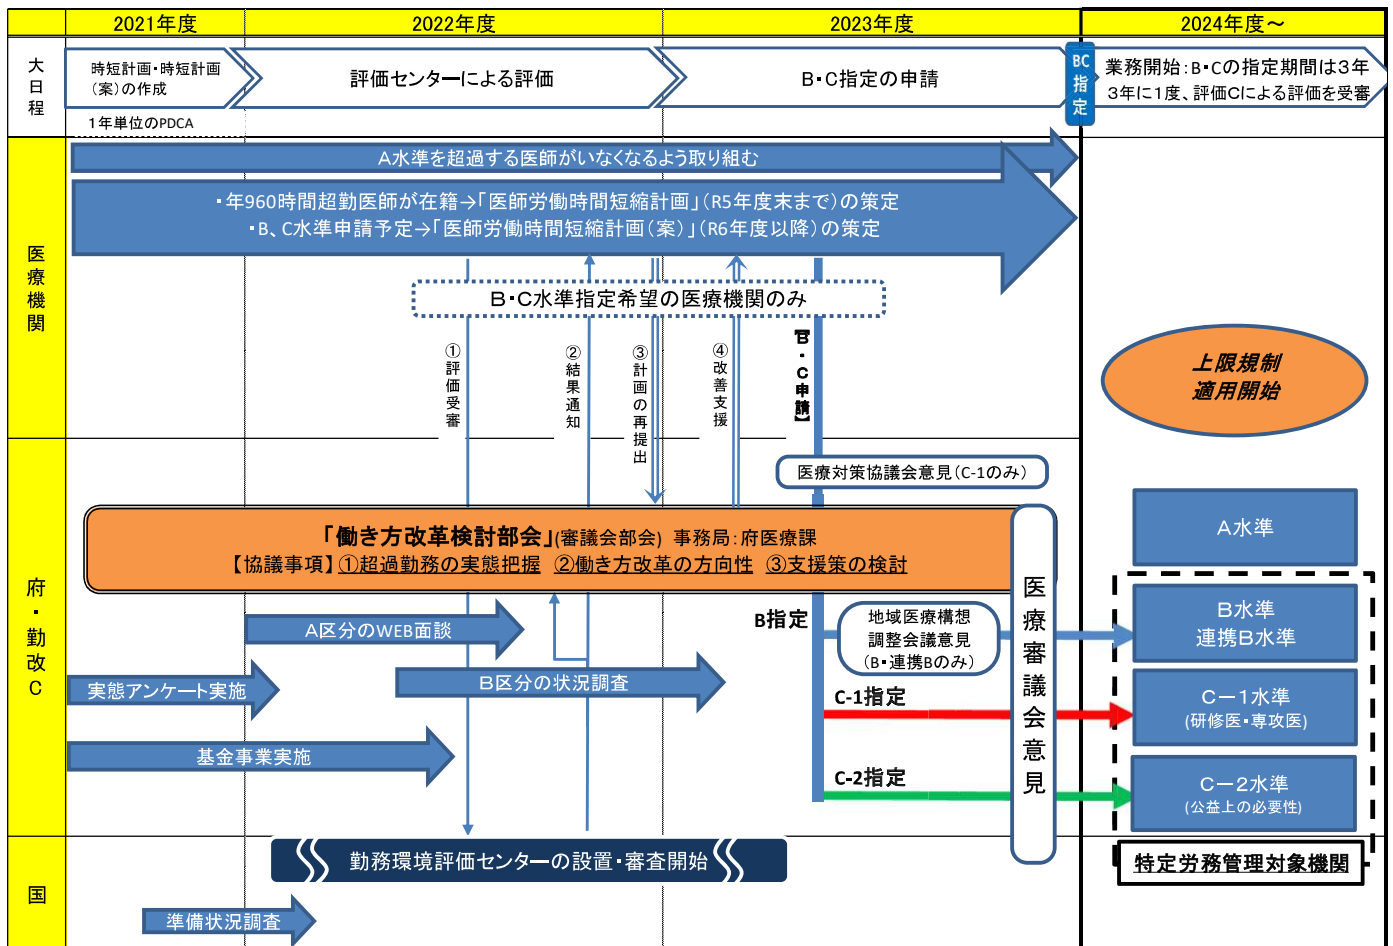 2021年度
2022年度
2023年度
2024年度～
大日程
時短計画・時短計画
(案)の作成
評価センターによる評価
B・C指定の申請
BC指定
業務開始：B・Cの指定期間は３年
３年に１度、評価Cによる評価を受審
１年単位のPDCA
医療機関
A水準を超過する医師がいなくなるよう取り組む
・年960時間超勤医師が在籍→「医師労働時間短縮計画」(R5年度末まで)の策定
・B、C水準申請予定→「医師労働時間短縮計画(案)」(R6年度以降)の策定
B・C水準指定希望の医療機関のみ
①評価受審
②結果通知
③計画の再提出
④改善支援
【B・C申請】
上限規制
適用開始
府・勤改C
医療対策協議会意見(C-1のみ)
「働き方改革検討部会」(審議会部会) 事務局：府医療課
【協議事項】①超過勤務の実態把握 ②働き方改革の方向性 ③支援策の検討
医療審議会意見
A水準
A区分のWEB面談
B指定
地域医療構想
調整会議意見
(B・連携Bのみ)
B水準
連携B水準
実態アンケート実施
B区分の状況調査
C-1指定
C－1水準
(研修医・専攻医)
基金事業実施
C-2指定
C－2水準
(公益上の必要性)
国
勤務環境評価センターの設置・審査開始
特定労務管理対象機関
準備状況調査